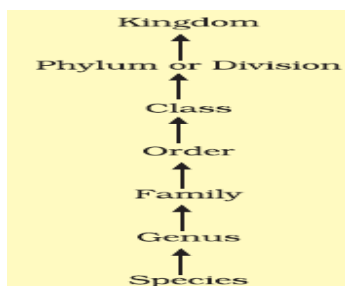 Kingdom
Phylum or Division
Class
Order
Family
Genus
Species